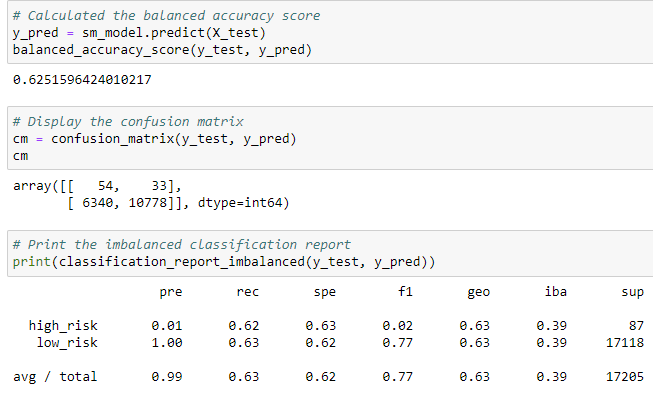 # Calculated the balanced accuracy score
y_pred = sm_model.predict(X_test)
balanced_accuracy_score(y_test, y_pred)
0.6251596424010217
# Display the confusion matrix
cm = confusion_matrix(y_test, y_pred)
cm
array([[   54,    33],
       [ 6340, 10778]], dtype=int64)
# Print the imbalanced classification report
print(classification_report_imbalanced(y_test, y_pred))
                   pre       rec       spe        f1       geo       iba       sup
  high_risk       0.01      0.62      0.63      0.02      0.63      0.39        87
   low_risk       1.00      0.63      0.62      0.77      0.63      0.39     17118
avg / total       0.99      0.63      0.62      0.77      0.63      0.39     17205